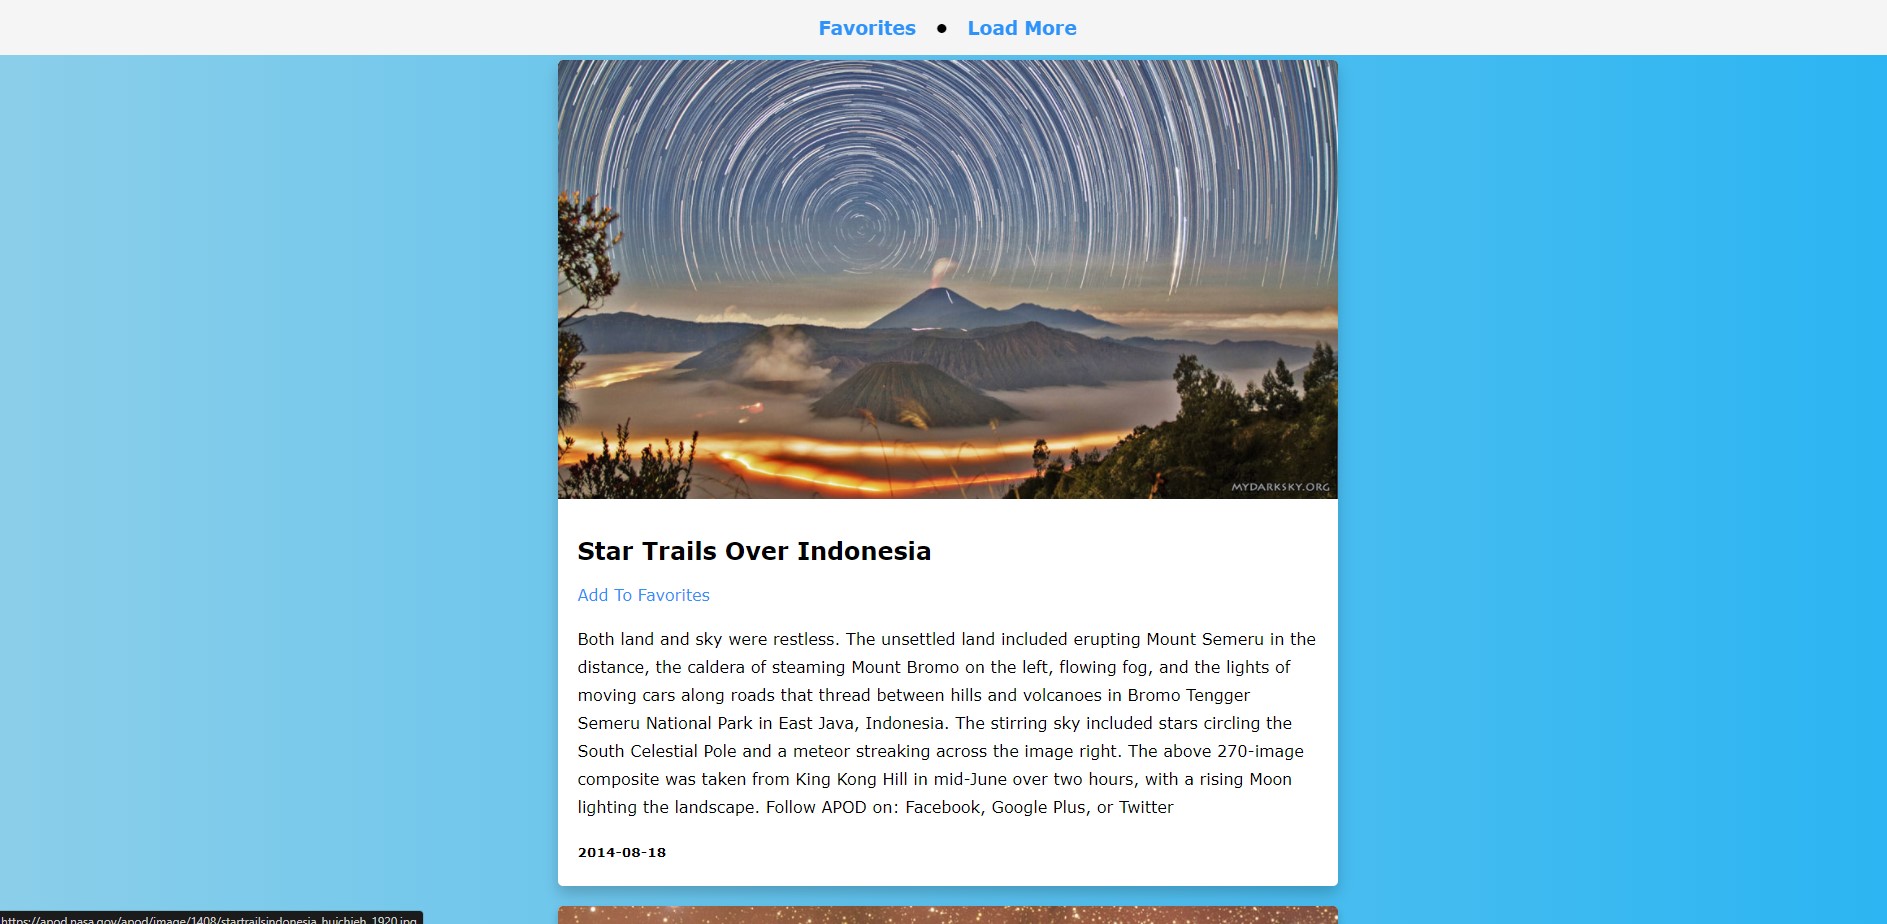 Favorites • Load More
MYDARKSKY.ORG
Star Trails Over Indonesia
Add To Favorites
Both land and sky were restless. The unsettled land included erupting Mount Semeru in the
distance, the caldera of steaming Mount Bromo on the left, flowing fog, and the lights of
moving cars along roads that thread between hills and volcanoes in Bromo Tengger
Semeru National Park in East Java, Indonesia. The stirring sky included stars circling the
South Celestial Pole and a meteor streaking across the image right. The above 270-image
composite was taken from King Kong Hill in mid-June over two hours, with a rising Moon
lighting the landscape. Follow APOD on: Facebook, Google Plus, or Twitter
2014-08-18
https://apod.nasa.gov/apod/image/1408/startrailsindonesia_huichieh_1920.jpg